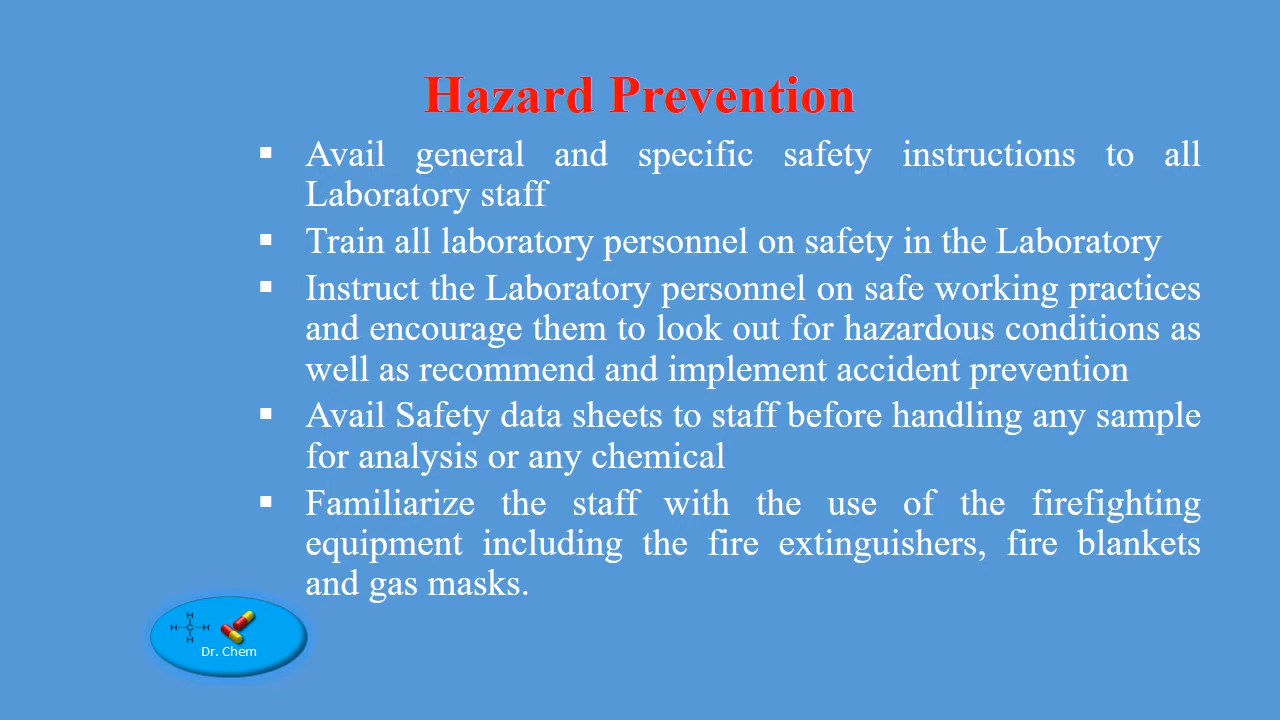 Hazard Prevention
▪ Avail general and specific safety instructions to all
Laboratory staff
▪ Train all laboratory personnel on safety in the Laboratory
▪ Instruct the Laboratory personnel on safe working practices
and encourage them to look out for hazardous conditions as
well as recommend and implement accident prevention
▪ Avail Safety data sheets to staff before handling any sample
for analysis or any chemical
▪ Familiarize the staff with the use of the firefighting
equipment including the fire extinguishers, fire blankets
and gas masks.
H
H C H
H
Dr. Chem